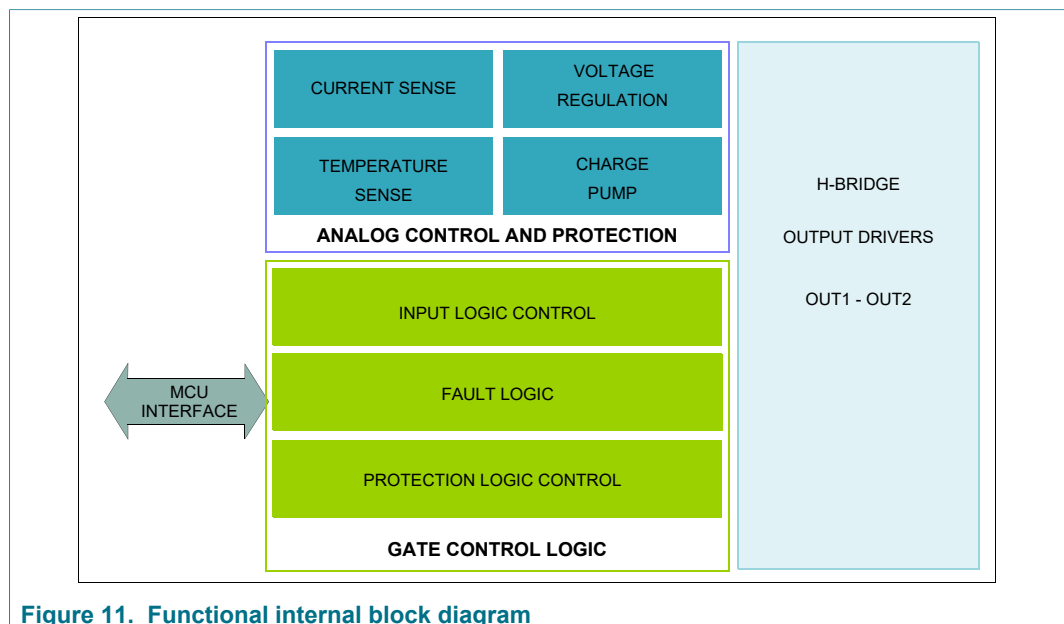 CURRENT SENSE
VOLTAGE
REGULATION
TEMPERATURE
SENSE
CHARGE
PUMP
ANALOG CONTROL AND PROTECTION
INPUT LOGIC CONTROL
FAULT LOGIC
PROTECTION LOGIC CONTROL
GATE CONTROL LOGIC
MCU
INTERFACE
H-BRIDGE
OUTPUT DRIVERS
OUT1 - OUT2
Figure 11. Functional internal block diagram